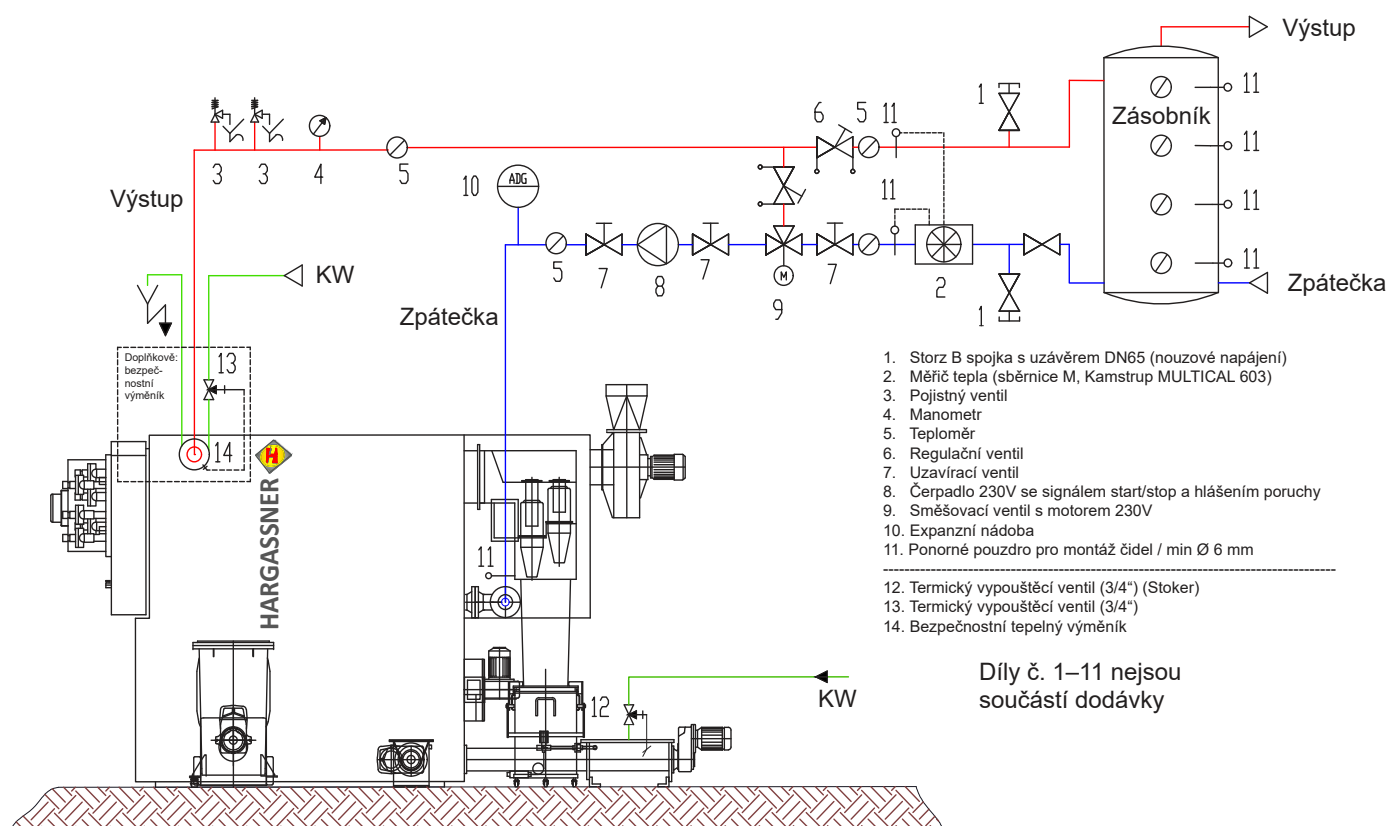 Výstup
11
1
6
5
11
Zásobník
11
3
3
4
5
10
ADG
11
11
Výstup
11
5
7
8
7
M
9
7
2
1
Zpátečka
KW
Zpátečka
Doplňkově:
bezpeč-
nostní
výměník
13
14
H
HARGASSNER
11
12
KW
1. Storz B spojka s uzávěrem DN65 (nouzové napájení)
2. Měřič tepla (sběrnice M, Kamstrup MULTICAL 603)
3. Pojistný ventil
4. Manometr
5. Teploměr
6. Regulační ventil
7. Uzavírací ventil
8. Čerpadlo 230V se signálem start/stop a hlášením poruchy
9. Směšovací ventil s motorem 230V
10. Expanzní nádoba
11. Ponorné pouzdro pro montáž čidel / min Ø 6 mm
12. Termický vypouštěcí ventil (3/4“) (Stoker)
13. Termický vypouštěcí ventil (3/4“)
14. Bezpečnostní tepelný výměník
Díly č. 1–11 nejsou
součástí dodávky